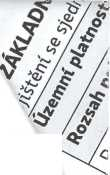 ZÁKLADN
jištění se sjedn
Územní platnos
Rozsah